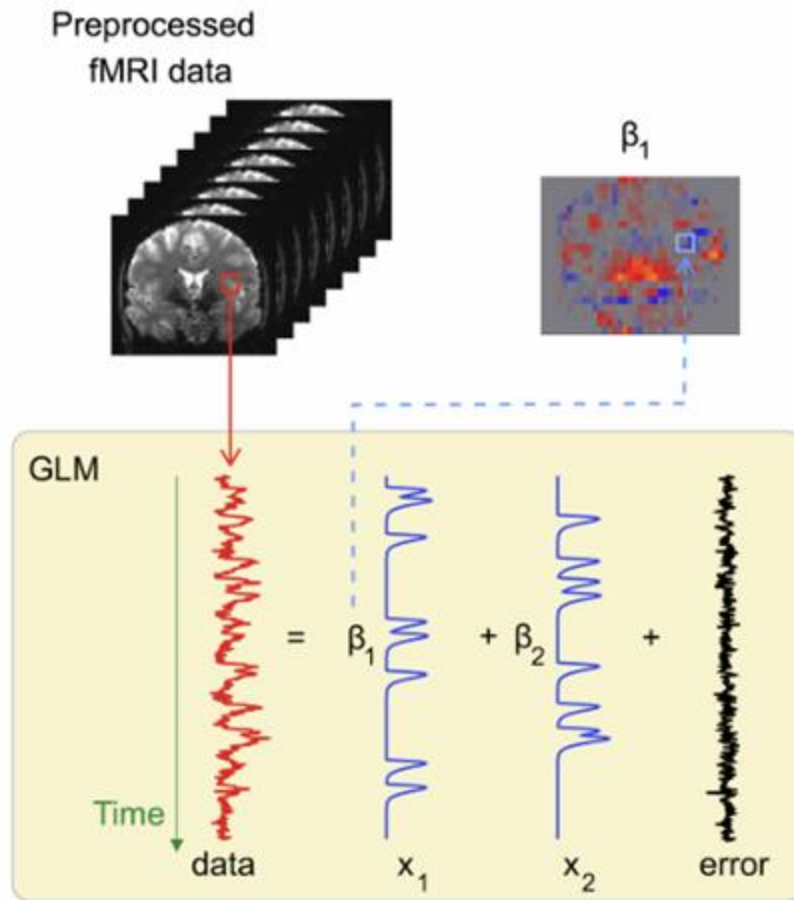 Preprocessed
fMRI data
β₁
GLM
= β₁ + β₂ +
Time
data x₁ x₂ error